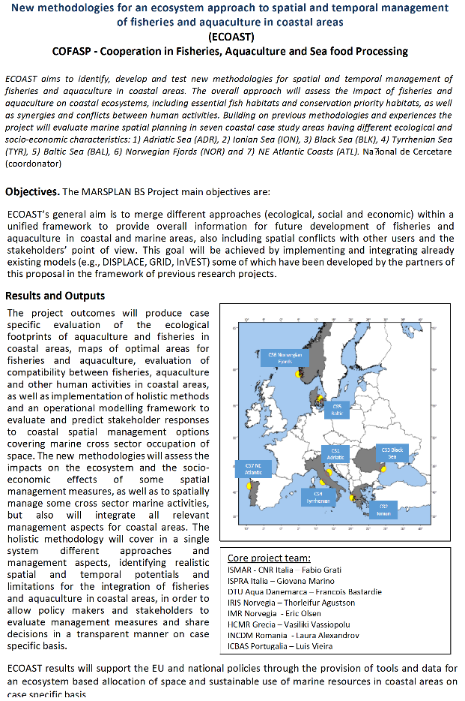 New methodologies for an ecosystem approach to spatial and temporal management
of fisheries and aquaculture in coastal areas
(ECOAST)
COFASP - Cooperation in Fisheries, Aquaculture and Sea food Processing
ECOAST aims to identify, develop and test new methodologies for spatial and temporal management of
fisheries and aquaculture in coastal areas. The overall approach will assess the impact of fisheries and
aquaculture on coastal ecosystems, including essential fish habitats and conservation priority habitats, as well
as synergies and conflicts between human activities. Building on previous methodologies and experiences the
project will evaluate marine spatial planning in seven coastal case study areas having different ecological and
socio-economic characteristics: 1) Adriatic Sea (ADR), 2) Ionian Sea (ION), 3) Black Sea (BLK), 4) Tyrrhenian Sea
(TYR), 5) Baltic Sea (BAL), 6) Norwegian Fjords (NOR) and 7) NE Atlantic Coasts (ATL). Na?ional de Cercetare
(coordonator)
Objectives. The MARSPLAN BS Project main objectives are:
ECOAST's general aim is to merge different approaches (ecological, social and economic) within a
unified framework to provide overall information for future development of fisheries and
aquaculture in coastal and marine areas, also including spatial conflicts with other users and the
stakeholders' point of view. This goal will be achieved by implementing and integrating already
existing models (e.g., DISPLACE, GRID, InVEST) some of which have been developed by the partners of
this proposal in the framework of previous research projects.
Results and Outputs
The project outcomes will produce case
specific evaluation of the ecological
footprints of aquaculture and fisheries in
coastal areas, maps of optimal areas for
fisheries and aquaculture, evaluation of
compatibility between fisheries, aquaculture
and other human activities in coastal areas,
as well as implementation of holistic methods
and an operational modelling framework to
evaluate and predict stakeholder responses
to coastal spatial management options
covering marine cross sector occupation of
space. The new methodologies will assess the
impacts on the ecosystem and the socio-
economic effects of some spatial
management measures, as well as to spatially
manage some cross sector marine activities,
but also will integrate all relevant
management aspects for coastal areas. The
holistic methodology will cover in a single
system different approaches and
management aspects, identifying realistic
spatial and temporal potentials and
limitations for the integration of fisheries
and aquaculture in coastal areas, in order to
allow policy makers and stakeholders to
evaluate management measures and share
decisions in a transparent manner on case
specific basis.
Norwegian
Baltic
CS1
Adriatic
CS3 Black
Sea
CS7 NE
Atlantic
CS4
Tyrrhenian
CS2
Ionian
Core project team:
ISMAR - CNR Italia – Fabio Grati
ISPRA Italia – Giovana Marino
DTU Aqua Danemarca – Francois Bastardie
IRIS Norvegia – Thorleifur Agustson
IMR Norvegia - Eric Olsen
HCMR Grecia – Vasiliki Vassiopolu
INCDM Romania - Laura Alexandrov
ICBAS Portugalia – Luis Vieira
ECOAST results will support the EU and national policies through the provision of tools and data for
an ecosystem based allocation of space and sustainable use of marine resources in coastal areas on
case specific basis